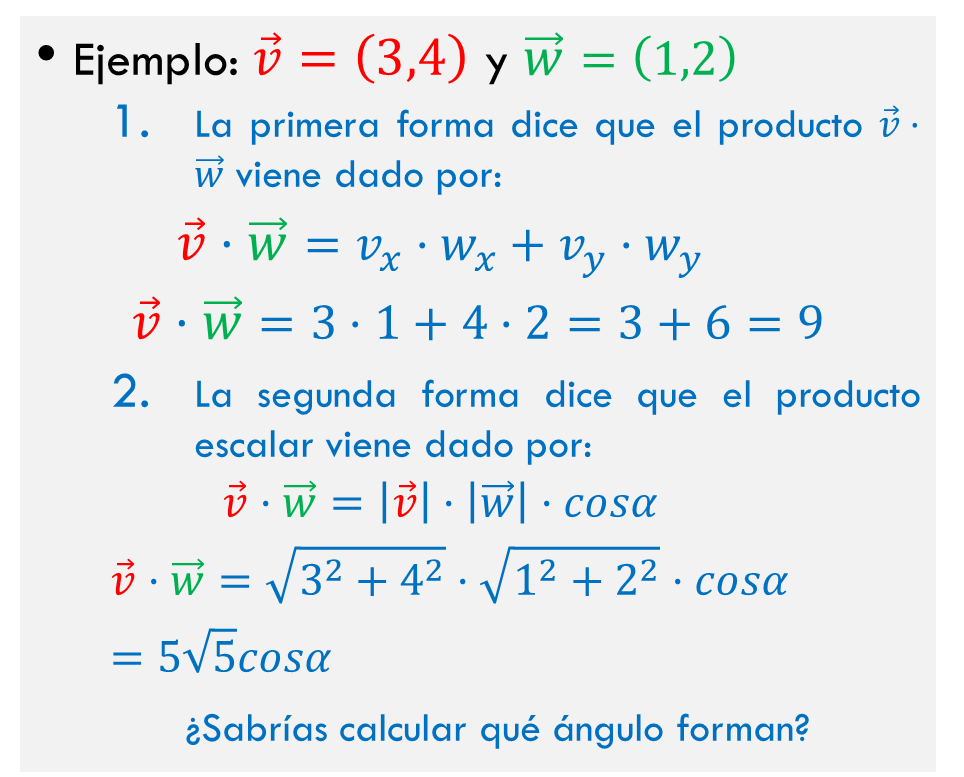 • Ejemplo: v⃗ = (3,4) y w⃗ = (1,2)
1. La primera forma dice que el producto v⃗ ·
w⃗ viene dado por:
v⃗ · w⃗ = vₓ · wₓ + v_y · w_y
v⃗ · w⃗ = 3 · 1 + 4 · 2 = 3 + 6 = 9
2. La segunda forma dice que el producto
escalar viene dado por:
v⃗ · w⃗ = |v⃗| · |w⃗| · cosα
v⃗ · w⃗ = √(3² + 4²) · √(1² + 2²) · cosα
= 5√5cosα
¿Sabrías calcular qué ángulo forman?